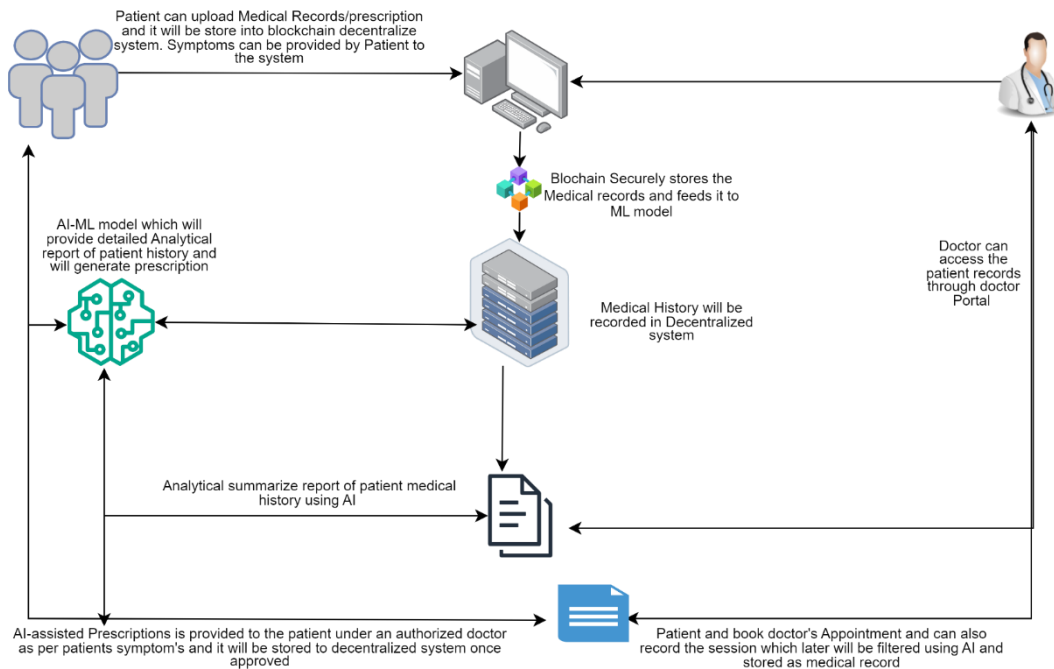 Patient can upload Medical Records/prescription
and it will be store into blockchain decentralize
system. Symptoms can be provided by Patient to
the system
Blochain Securely stores the
Medical records and feeds it to
ML model
AI-ML model which will
provide detailed Analytical
report of patient history and
will generate prescription
Doctor can
access the
patient records
through doctor
Portal
Medical History will be
recorded in Decentralized
system
Analytical summarize report of patient medical
history using AI
AI-assisted Prescriptions is provided to the patient under an authorized doctor
as per patients symptom's and it will be stored to decentralized system once
approved
Patient and book doctor's Appointment and can also
record the session which later will be filtered using AI and
stored as medical record